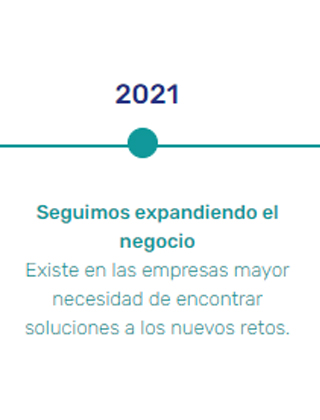 2021
Seguimos expandiendo el
negocio
Existe en las empresas mayor
necesidad de encontrar
soluciones a los nuevos retos.